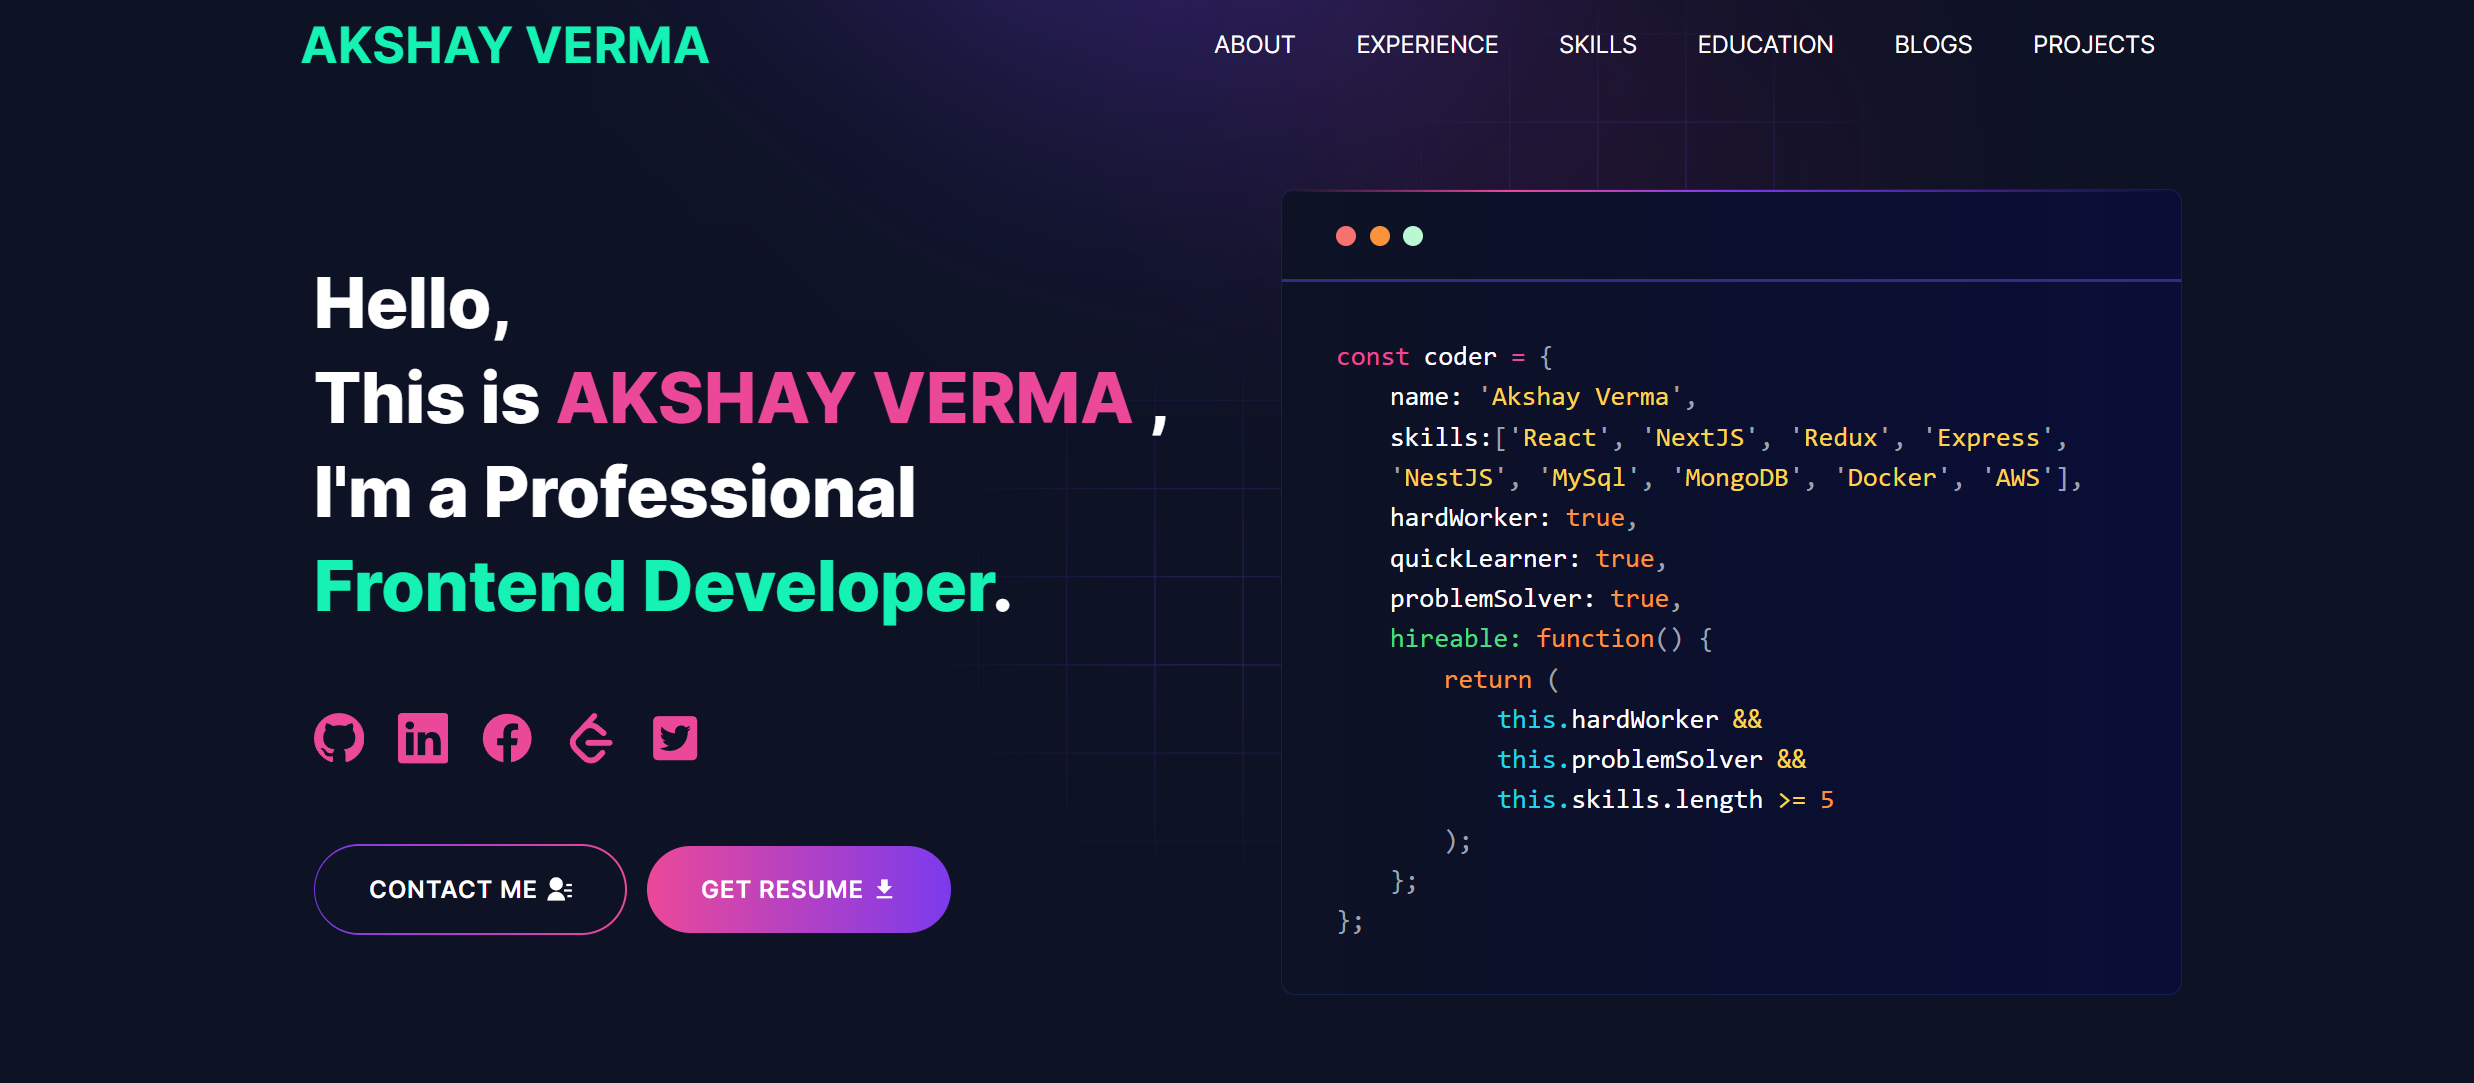 AKSHAY VERMA
ABOUT EXPERIENCE SKILLS EDUCATION BLOGS PROJECTS
Hello,
This is AKSHAY VERMA ,
I'm a Professional
Frontend Developer.
CONTACT ME
GET RESUME
const coder = {
name: 'Akshay Verma',
skills:['React', 'NextJS', 'Redux', 'Express',
'NestJS', 'MySql', 'MongoDB', 'Docker', 'AWS'],
hardWorker: true,
quickLearner: true,
problemSolver: true,
hireable: function() {
return (
this.hardWorker &&
this.problemSolver &&
this.skills.length >= 5
);
};
};